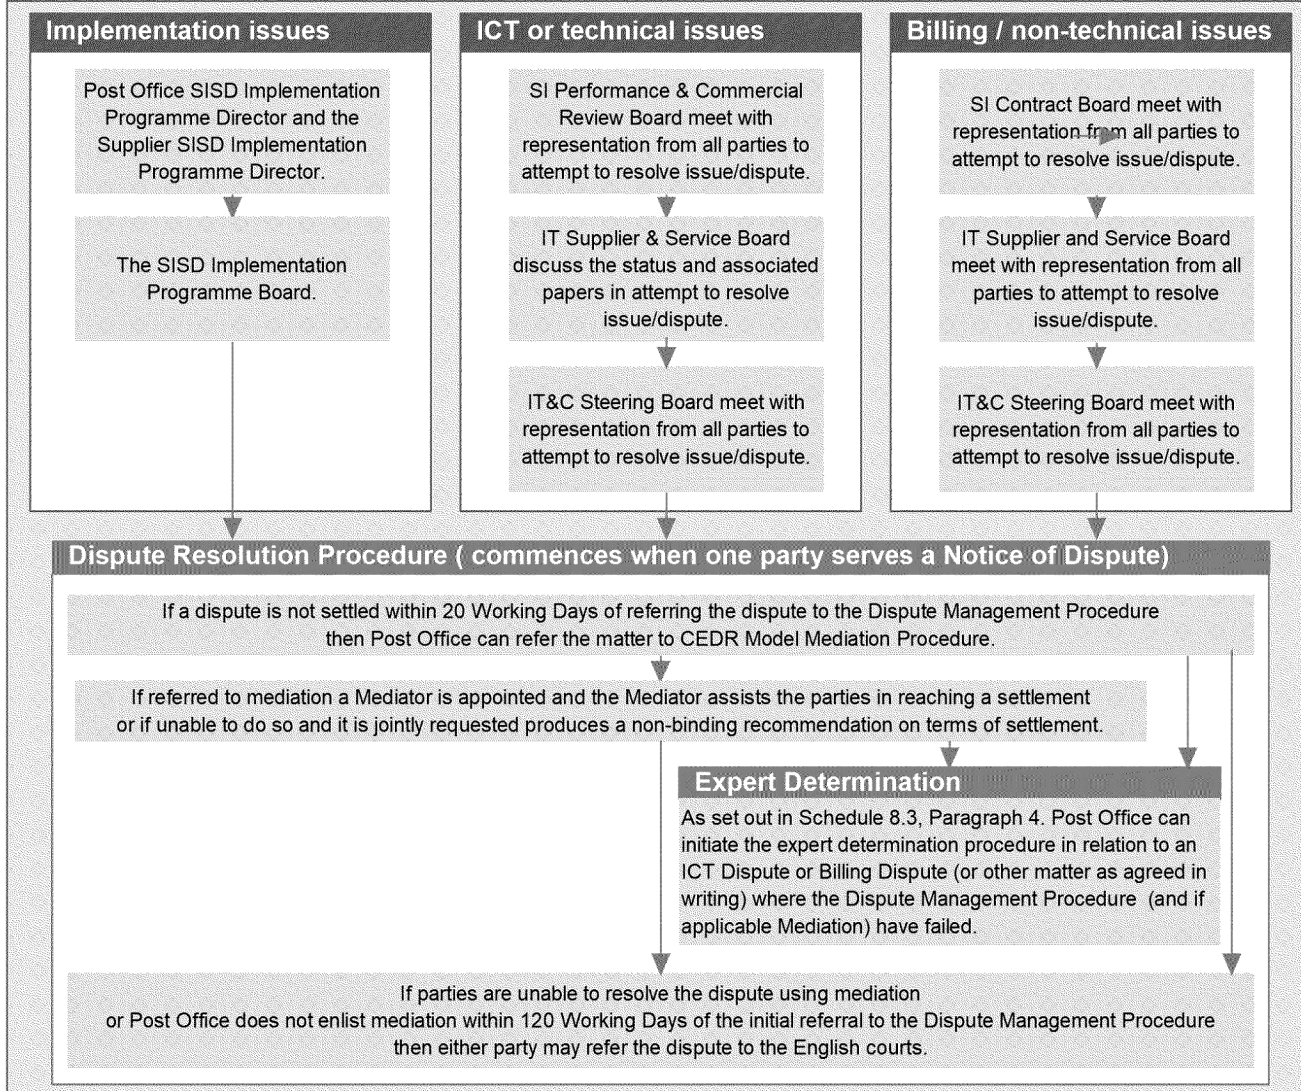 Implementation issues
Post Office SISD Implementation
Programme Director and the
Supplier SISD Implementation
Programme Director.
The SISD Implementation
Programme Board.
ICT or technical issues
SI Performance & Commercial
Review Board meet with
representation from all parties to
attempt to resolve issue/dispute.
IT Supplier & Service Board
discuss the status and associated
papers in attempt to resolve
issue/dispute.
IT&C Steering Board meet with
representation from all parties to
attempt to resolve issue/dispute.
Billing / non-technical issues
SI Contract Board meet with
representation from all parties to
attempt to resolve issue/dispute.
IT Supplier and Service Board
meet with representation from all
parties to attempt to resolve
issue/dispute.
IT&C Steering Board meet with
representation from all parties to
attempt to resolve issue/dispute.
Dispute Resolution Procedure ( commences when one party serves a Notice of Dispute)
If a dispute is not settled within 20 Working Days of referring the dispute to the Dispute Management Procedure
then Post Office can refer the matter to CEDR Model Mediation Procedure.
If referred to mediation a Mediator is appointed and the Mediator assists the parties in reaching a settlement
or if unable to do so and it is jointly requested produces a non-binding recommendation on terms of settlement.
Expert Determination
As set out in Schedule 8.3, Paragraph 4. Post Office can
initiate the expert determination procedure in relation to an
ICT Dispute or Billing Dispute (or other matter as agreed in
writing) where the Dispute Management Procedure (and if
applicable Mediation) have failed.
If parties are unable to resolve the dispute using mediation
or Post Office does not enlist mediation within 120 Working Days of the initial referral to the Dispute Management Procedure
then either party may refer the dispute to the English courts.